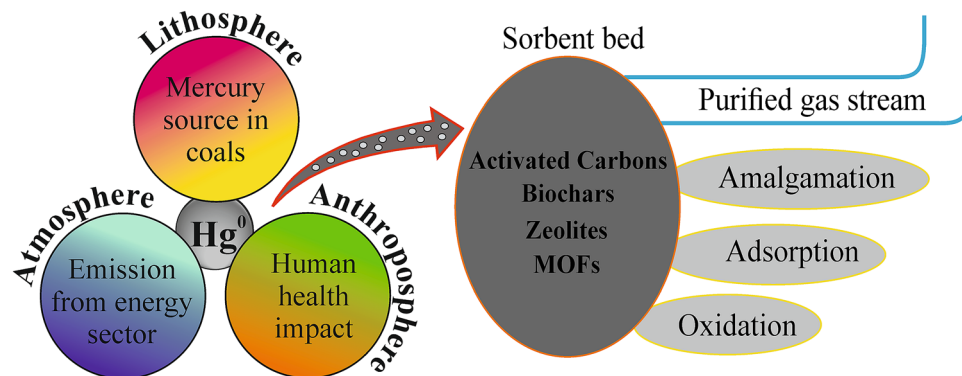 Lithosphere
Mercury
source in
coals
Atmosphere
Emission
from energy
sector
Hg⁰
Anthroposphere
Human
health
impact
Sorbent bed
Activated Carbons
Biochars
Zeolites
MOFs
Purified gas stream
Amalgamation
Adsorption
Oxidation